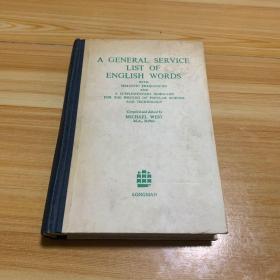 A GENERAL SERVICE
LIST OF
ENGLISH WORDS
WITH
SEMANTIC FREQUENCIES
AND
A SUPPLEMENTARY WORD-LIST
FOR THE WRITING OF POPULAR SCIENCE
AND TECHNOLOGY
Compiled and edited by
MICHAEL WEST
M.A., D.Phil.
LONGMAN